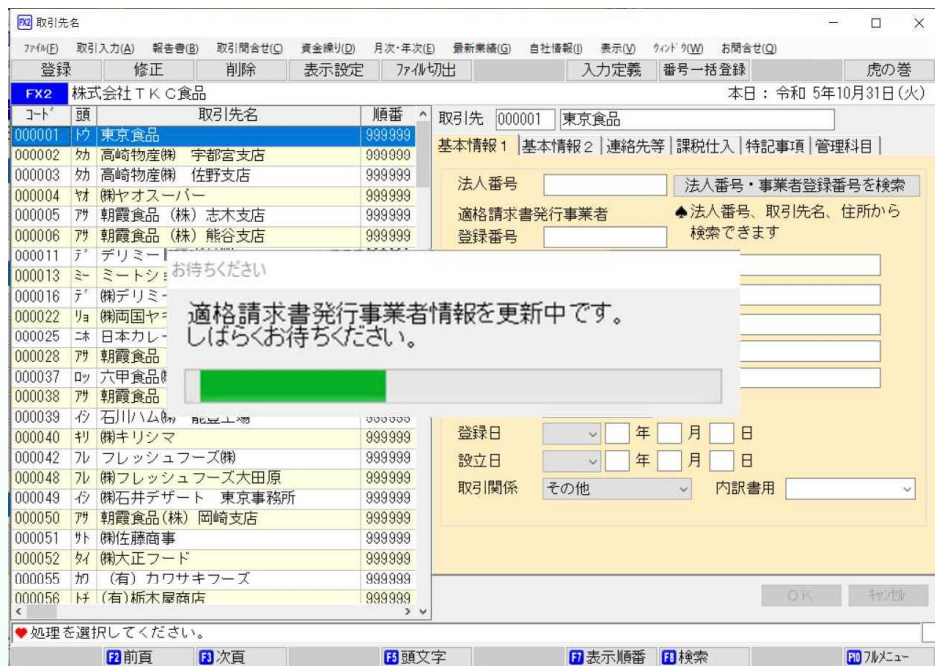 FX2 取引先名
ファイル(F) 取引入力(A) 報告書(B) 取引問合せ(C) 資金繰り(D) 月次・年次(E) 最新業績(G) 自社情報(I) 表示(V) ウィンドウ(W) お問合せ(Q)
登録 修正 削除 表示設定 ファイル切出 入力定義 番号一括登録 虎の巻
FX2 株式会社TKC食品 本日:令和 5年10月31日(火)
コード 頭 取引先名 順番
取引先 000001 東京食品
000001 トウ 東京食品 999999
基本情報1 基本情報2 連絡先等 課税仕入 特記事項 管理科目
000002 タカ 高崎物産㈱ 宇都宮支店 999999
000003 タカ 高崎物産㈱ 佐野支店 999999
法人番号 法人番号・事業者登録番号を検索
000004 ヤオ ㈱ヤオスーパー 999999
000005 アサ 朝霞食品(株)志木支店 999999
適格請求書発行事業者 ♠法人番号、取引先名、住所から
000006 アサ 朝霞食品(株)熊谷支店 999999
登録番号 検索できます
000011 デ デリミート
お待ちください
000013 ミー ミートショ
000016 デ ㈱デリミ
適格請求書発行事業者情報を更新中です。
000022 リョ ㈱両国ヤ
しばらくお待ちください。
000025 ニホ 日本カレー
000028 アサ 朝霞食品
000037 ロッ 六甲食品㈱
000038 アサ 朝霞食品
000039 イシ 石川ハム㈱ 能登工場 999999
000040 キリ ㈱キリシマ 999999
登録日 年 月 日
000042 フレ フレッシュフーズ㈱ 999999
設立日 年 月 日
000048 フレ ㈱フレッシュフーズ大田原 999999
取引関係 その他 内訳書用
000049 イシ ㈱石井デザート 東京事務所 999999
000050 アサ 朝霞食品(株)岡崎支店 999999
000051 サト ㈱佐藤商事 999999
000052 タイ ㈱大正フード 999999
000055 カワ (有)カワサキフーズ 999999
000056 トチ (有)栃木屋商店 999999
OK キャンセル
♥処理を選択してください。
F2 前頁 F3 次頁 F5 頭文字 F7 表示順番 F8 検索 F10 フルメニュー